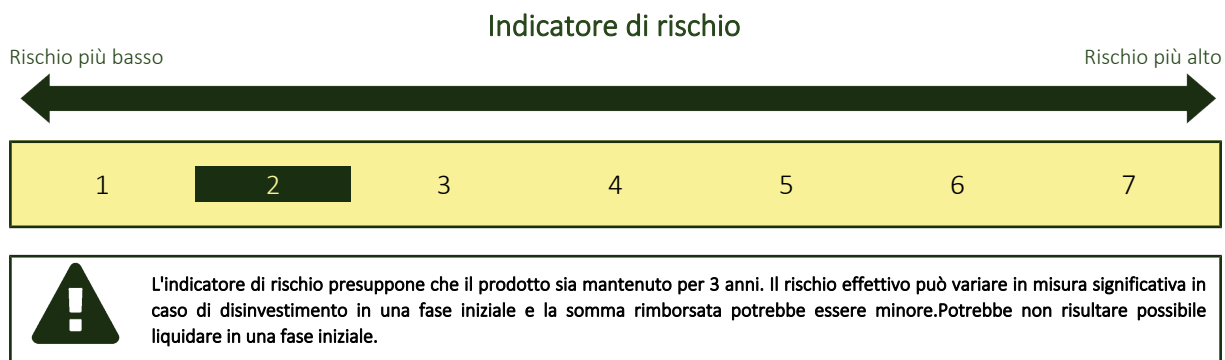 Indicatore di rischio
Rischio più basso Rischio più alto
1 2 3 4 5 6 7
L'indicatore di rischio presuppone che il prodotto sia mantenuto per 3 anni. Il rischio effettivo può variare in misura significativa in
caso di disinvestimento in una fase iniziale e la somma rimborsata potrebbe essere minore.Potrebbe non risultare possibile
liquidare in una fase iniziale.